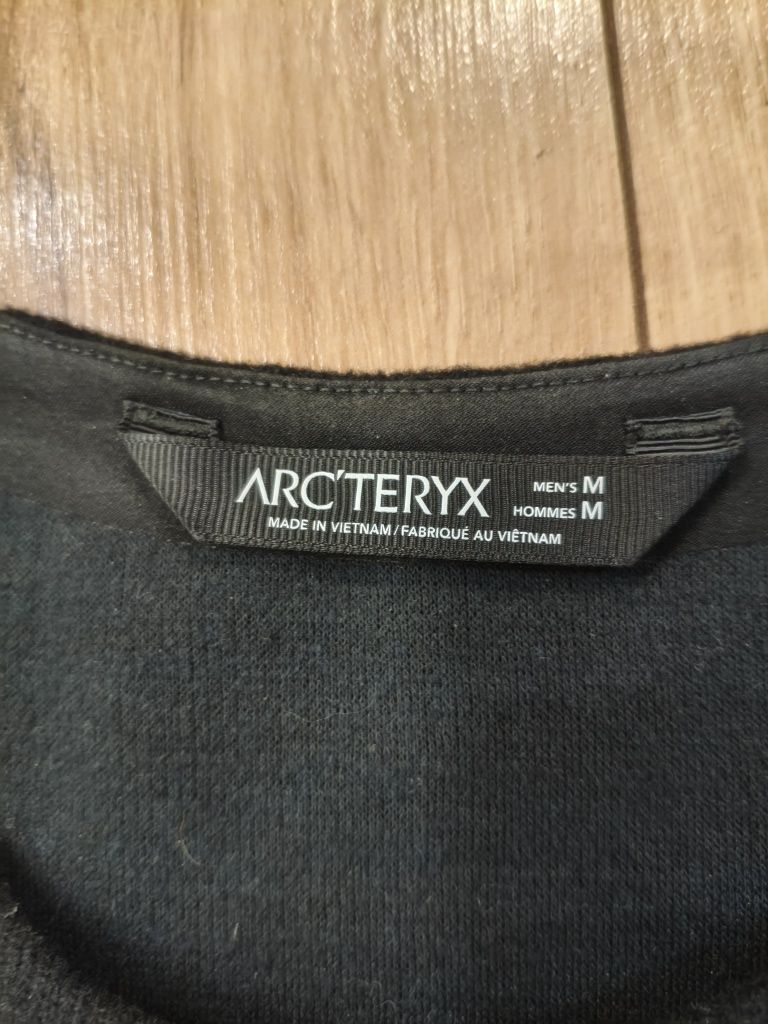 ARC'TERYX
MEN'S M
HOMMES M
MADE IN VIETNAM / FABRIQUÉ AU VIÊTNAM